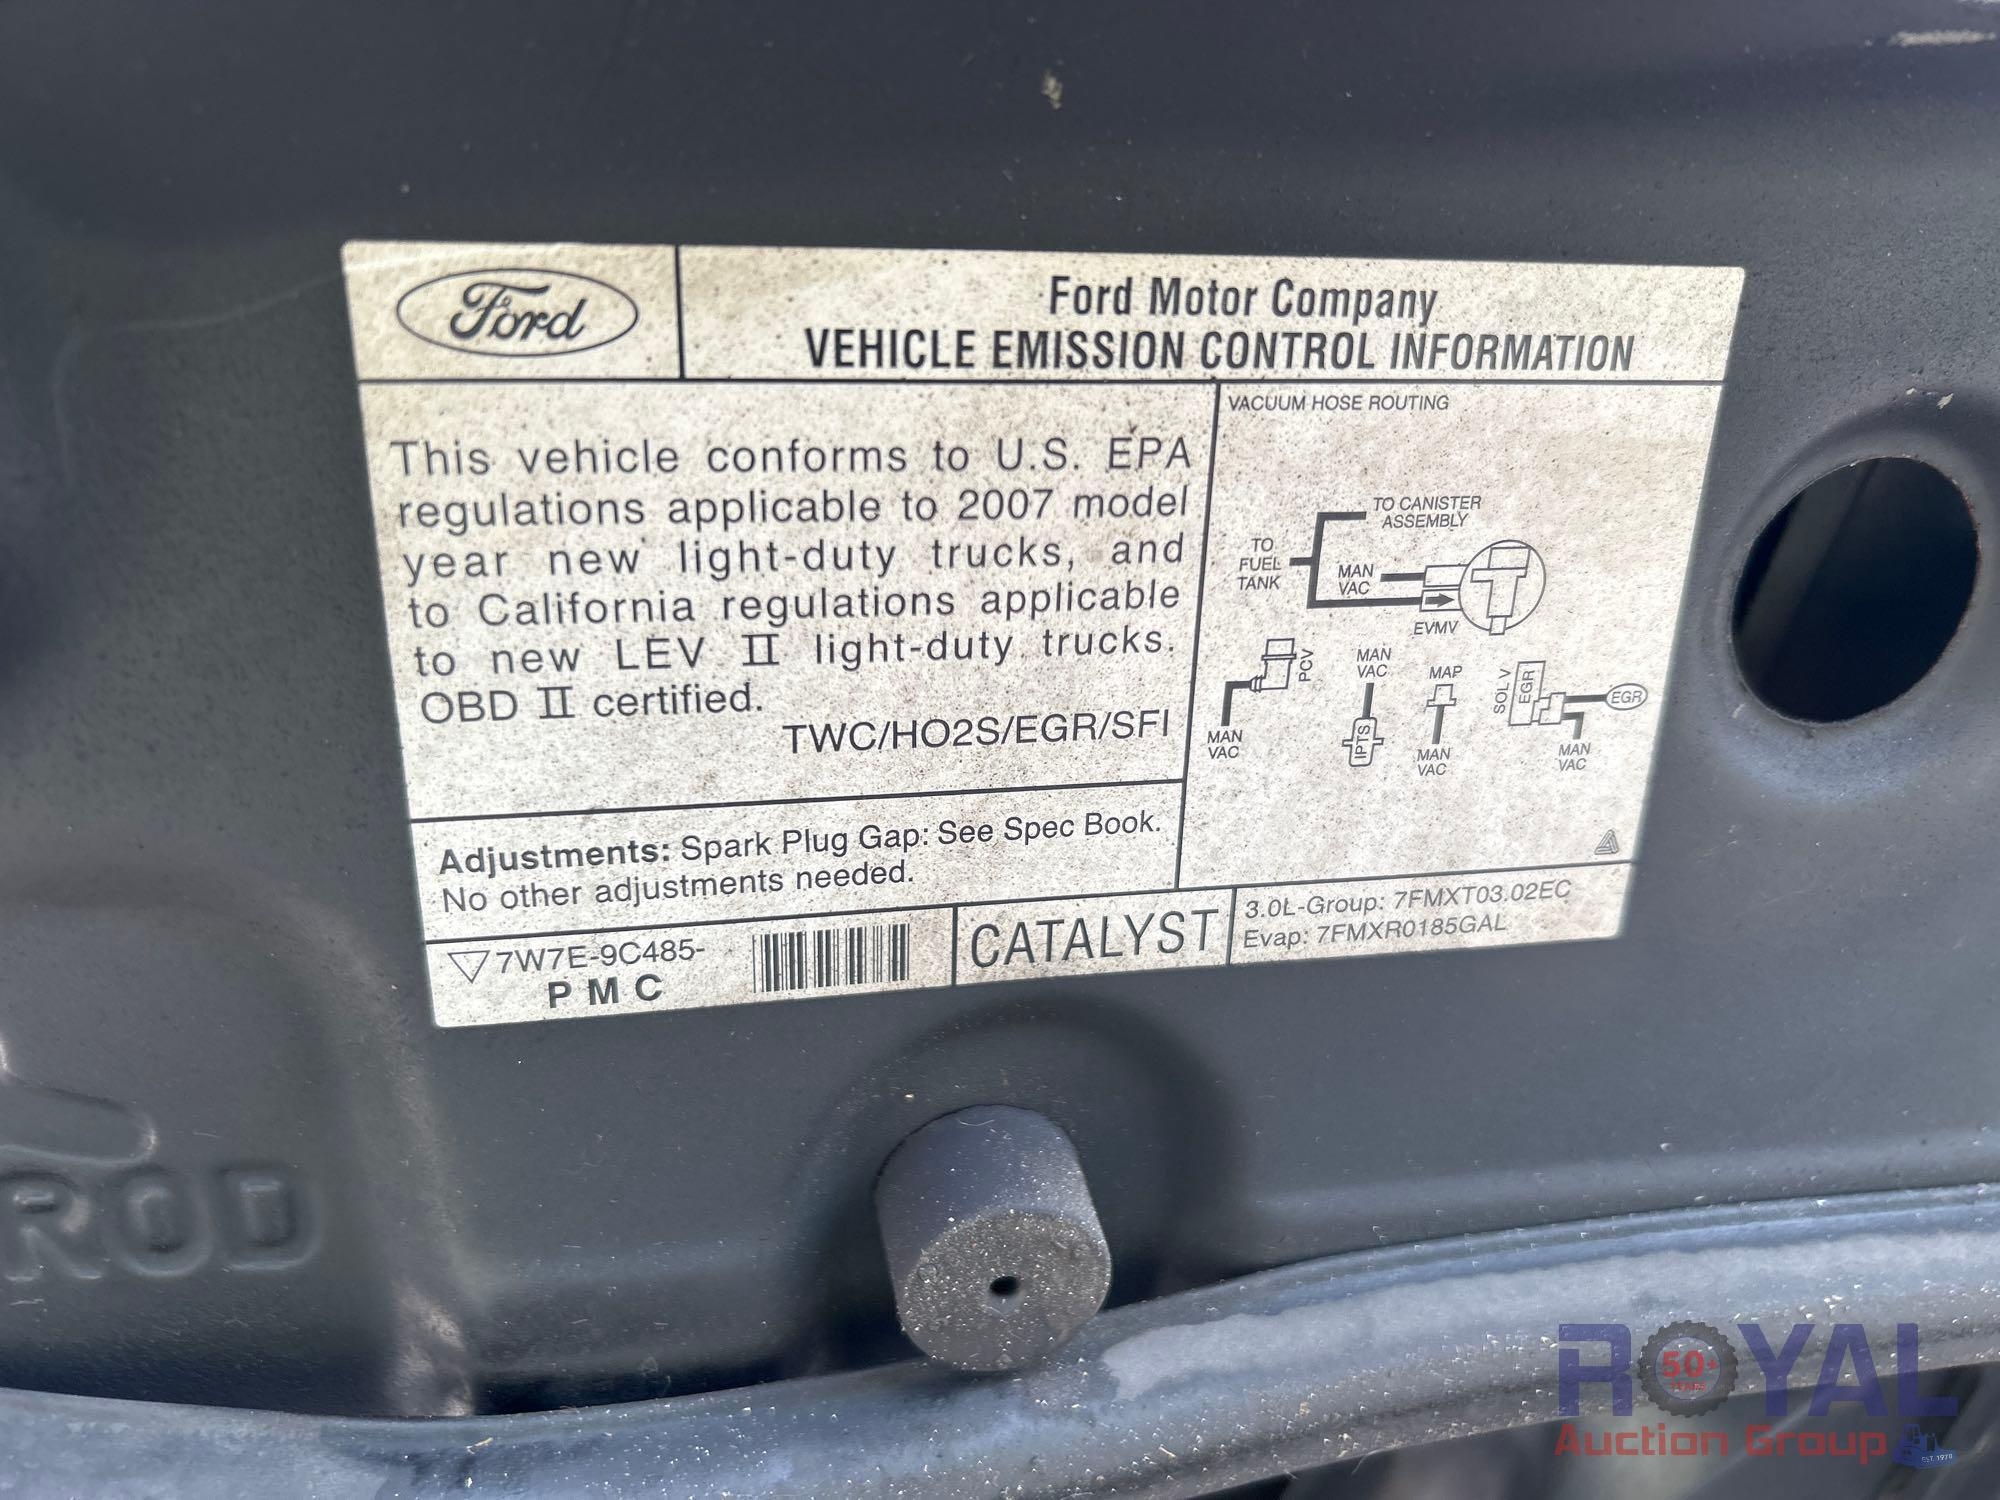 Ford
Ford Motor Company
VEHICLE EMISSION CONTROL INFORMATION
This vehicle conforms to U.S. EPA
regulations applicable to 2007 model
year new light-duty trucks, and
to California regulations applicable
to new LEV II light-duty trucks.
OBD II certified.
TWC/HO2S/EGR/SFI
Adjustments: Spark Plug Gap: See Spec Book.
No other adjustments needed.
7W7E-9C485-
P M C
CATALYST
VACUUM HOSE ROUTING
TO CANISTER
ASSEMBLY
TO
FUEL
TANK
MAN
VAC
EVMV
PCV
MAN
VAC
MAN
VAC
IPTS
MAP
MAN
VAC
SOL V
EGR
EGR
MAN
VAC
3.0L-Group: 7FMXT03.02EC
Evap: 7FMXR0185GAL
ROD
ROYAL
50+
YEARS
Auction Group
EST. 1970